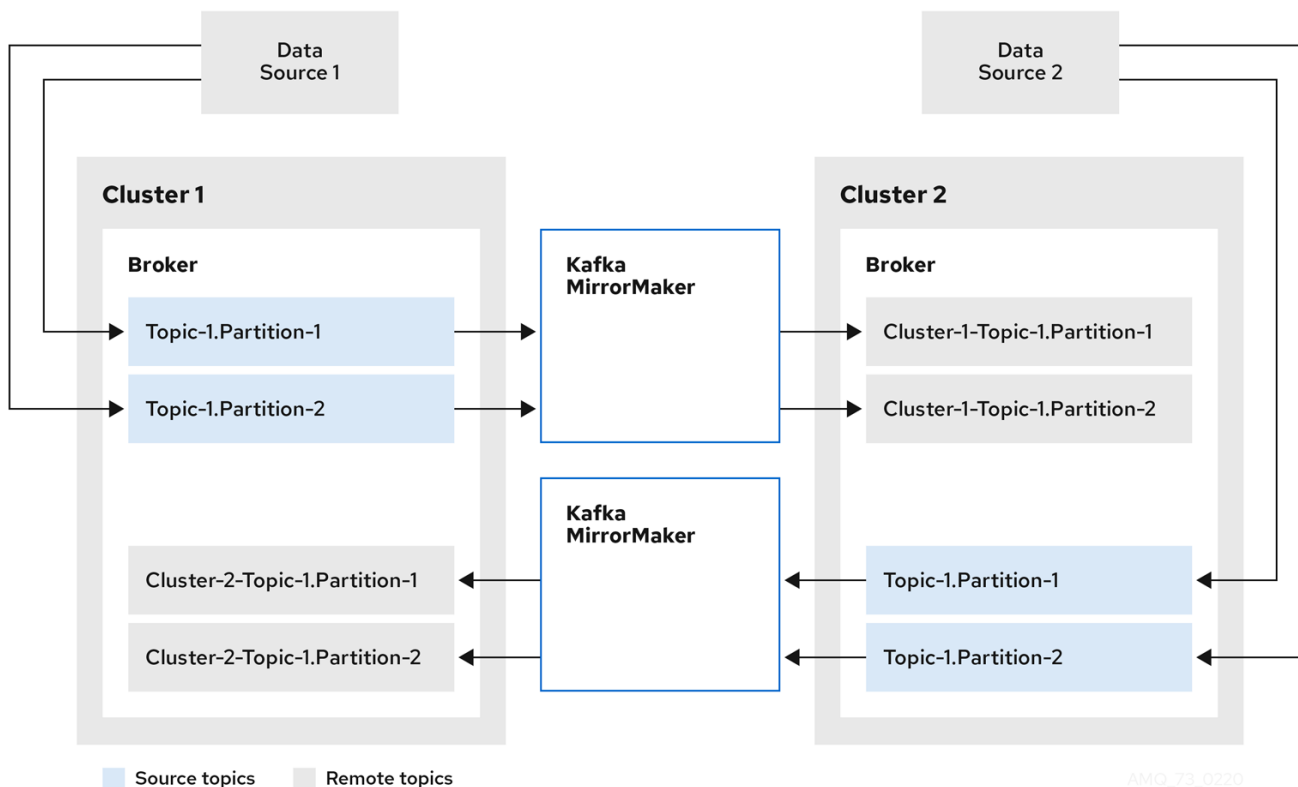 Data
Source 1
Data
Source 2
Cluster 1
Cluster 2
Broker
Kafka
MirrorMaker
Broker
Topic-1.Partition-1
Cluster-1-Topic-1.Partition-1
Topic-1.Partition-2
Cluster-1-Topic-1.Partition-2
Kafka
MirrorMaker
Cluster-2-Topic-1.Partition-1
Topic-1.Partition-1
Cluster-2-Topic-1.Partition-2
Topic-1.Partition-2
Source topics
Remote topics
AMQ_73_0220